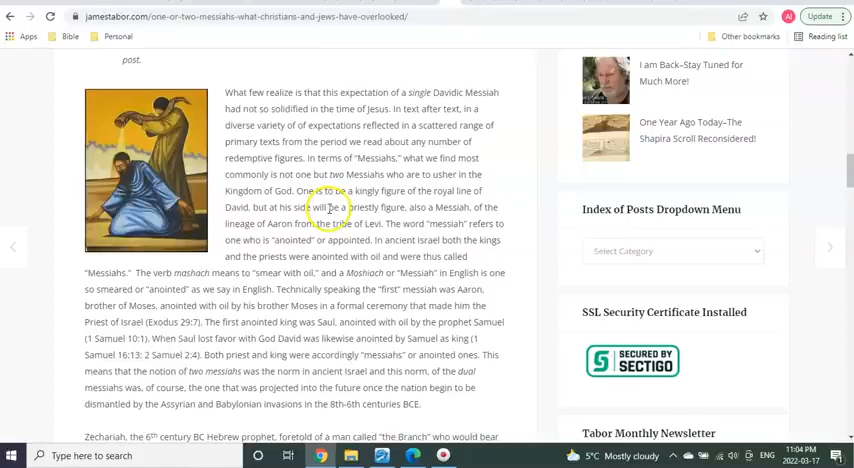 jamestabor.com/one-or-two-messiahs-what-christians-and-jews-have-overlooked/
AI
Update
Apps
Bible
Personal
Other bookmarks
Reading list
post.
What few realize is that this expectation of a single Davidic Messiah
had not so solidified in the time of Jesus. In text after text, in a
diverse variety of of expectations reflected in a scattered range of
primary texts from the period we read about any number of
redemptive figures. In terms of “Messiahs,” what we find most
commonly is not one but two Messiahs who are to usher in the
Kingdom of God. One is to be a kingly figure of the royal line of
David, but at his side will be a priestly figure, also a Messiah, of the
lineage of Aaron from the tribe of Levi. The word “messiah” refers to
one who is “anointed” or appointed. In ancient Israel both the kings
and the priests were anointed with oil and were thus called
“Messiahs.” The verb mashach means to “smear with oil,” and a Moshiach or “Messiah” in English is one
so smeared or “anointed” as we say in English. Technically speaking the “first” messiah was Aaron,
brother of Moses, anointed with oil by his brother Moses in a formal ceremony that made him the
Priest of Israel (Exodus 29:7). The first anointed king was Saul, anointed with oil by the prophet Samuel
(1 Samuel 10:1). When Saul lost favor with God David was likewise anointed by Samuel as king (1
Samuel 16:13; 2 Samuel 2:4). Both priest and king were accordingly “messiahs” or anointed ones. This
means that the notion of two messiahs was the norm in ancient Israel and this norm, of the dual
messiahs was, of course, the one that was projected into the future once the nation begin to be
dismantled by the Assyrian and Babylonian invasions in the 8th-6th centuries BCE.
Zechariah, the 6th century BC Hebrew prophet, foretold of a man called “the Branch” who would bear
I am Back–Stay Tuned for
Much More!
One Year Ago Today–The
Shapira Scroll Reconsidered!
Index of Posts Dropdown Menu
Select Category
SSL Security Certificate Installed
SECURED BY
SECTIGO
Tabor Monthly Newsletter
Type here to search
5°C Mostly cloudy
ENG
11:04 PM
2022-03-17